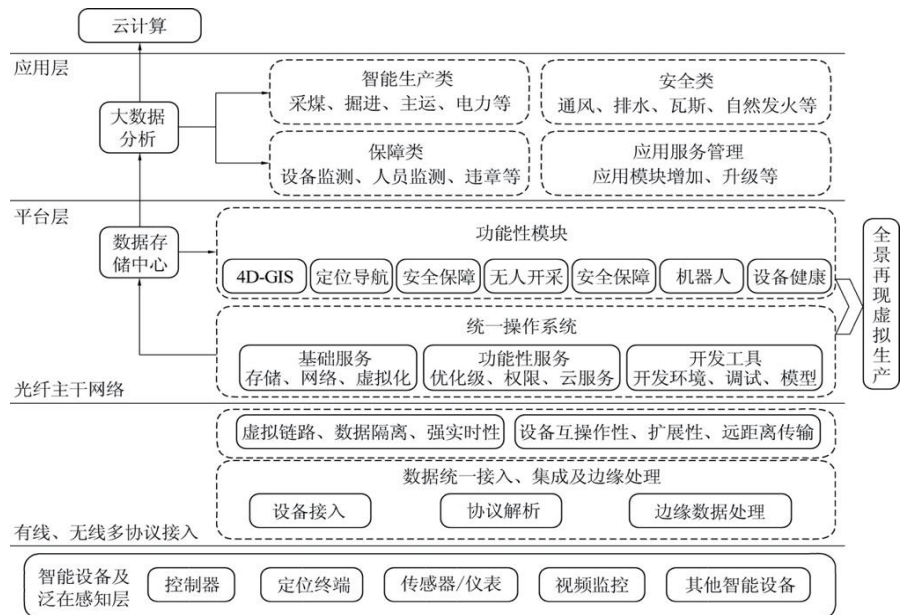 云计算
应用层
智能生产类
采煤、掘进、主运、电力等
安全类
通风、排水、瓦斯、自然发火等
大数据
分析
保障类
设备监测、人员监测、违章等
应用服务管理
应用模块增加、升级等
平台层
数据存
储中心
功能性模块
4D-GIS
定位导航
安全保障
无人开采
安全保障
机器人
设备健康
全景再现虚拟生产
统一操作系统
基础服务
存储、网络、虚拟化
功能性服务
优化级、权限、云服务
开发工具
开发环境、调试、模型
光纤主干网络
虚拟链路、数据隔离、强实时性
设备互操作性、扩展性、远距离传输
数据统一接入、集成及边缘处理
设备接入
协议解析
边缘数据处理
有线、无线多协议接入
智能设备及
泛在感知层
控制器
定位终端
传感器/仪表
视频监控
其他智能设备